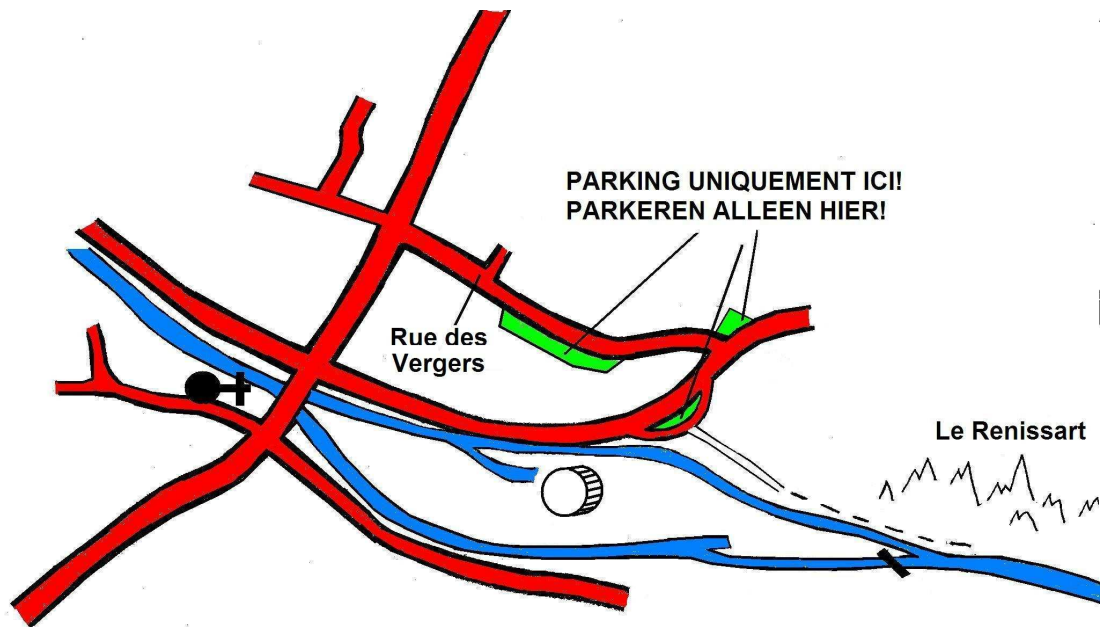 PARKING UNIQUEMENT ICI!
PARKEREN ALLEEN HIER!
Rue des
Vergers
Le Renissart